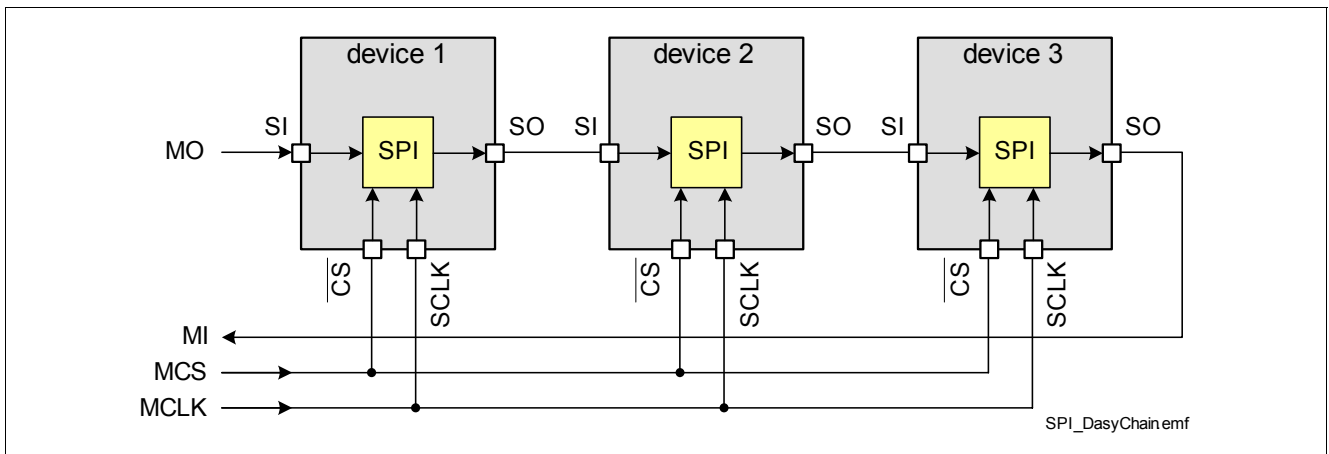 device 1
device 2
device 3
MO
SI
SPI
SO
SI
SPI
SO
SI
SPI
SO
CS
SCLK
CS
SCLK
CS
SCLK
MI
MCS
MCLK
SPI_DasyChain.emf